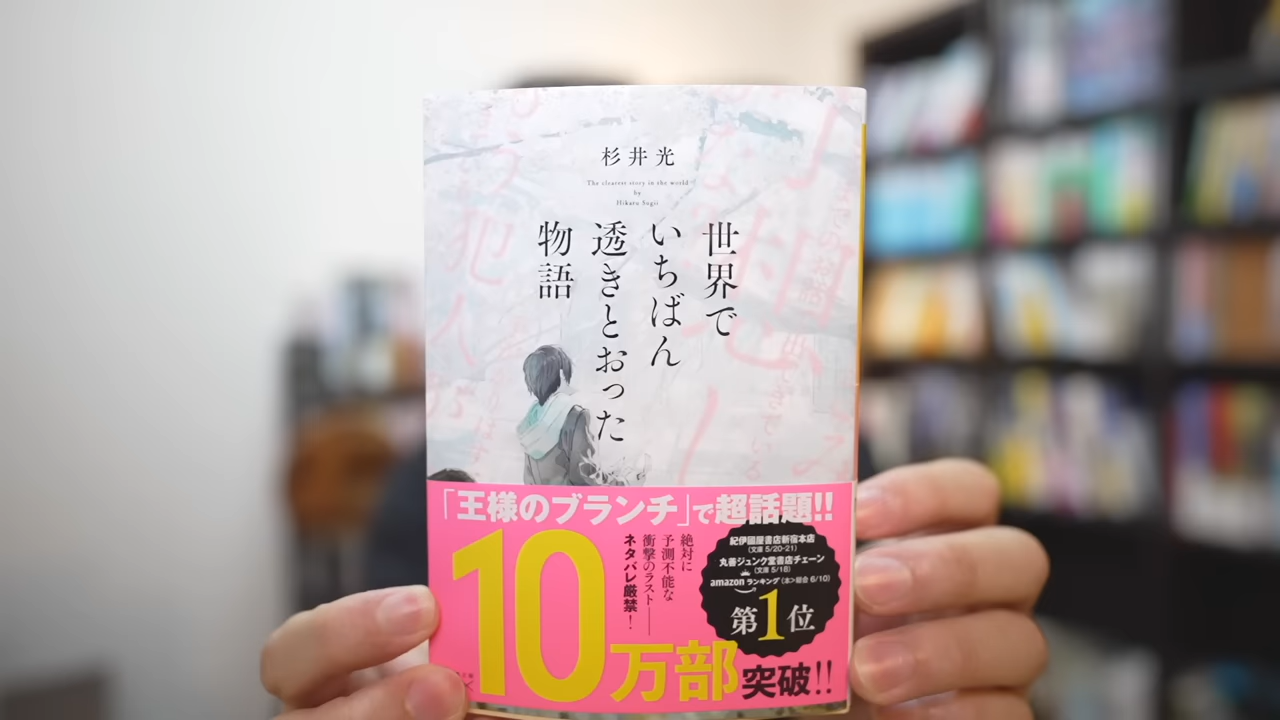 杉井光
The clearest story in the world
by
Hikaru Sugii
世界で
いちばん
透きとおった
物語
「王様のブランチ」で超話題!!
10万部突破!!
絶対に
予測不能な
衝撃のラスト――
ネタバレ厳禁!
紀伊國屋書店新宿本店
(文庫 5/20-21)
丸善ジュンク堂書店チェーン
(文庫 5/18)
amazon ランキング(本>総合 6/10)
第1位